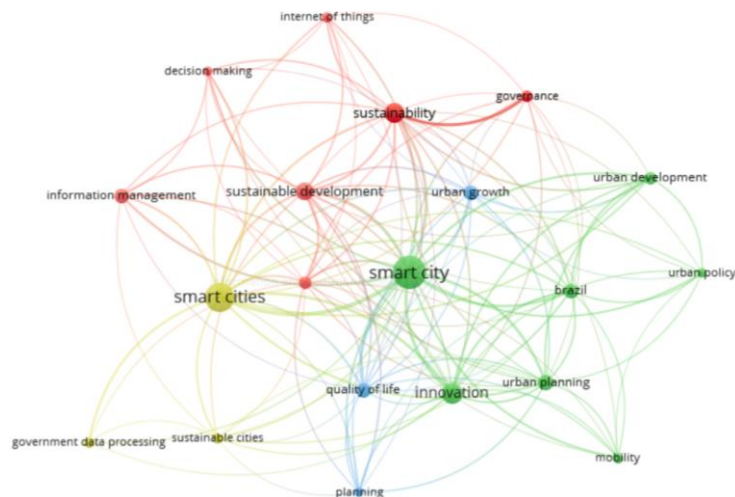 internet of things
decision making
governance
sustainability
urban development
information management
sustainable development
urban growth
smart city
urban policy
smart cities
brazil
urban planning
quality of life
innovation
government data processing
sustainable cities
mobility
planning